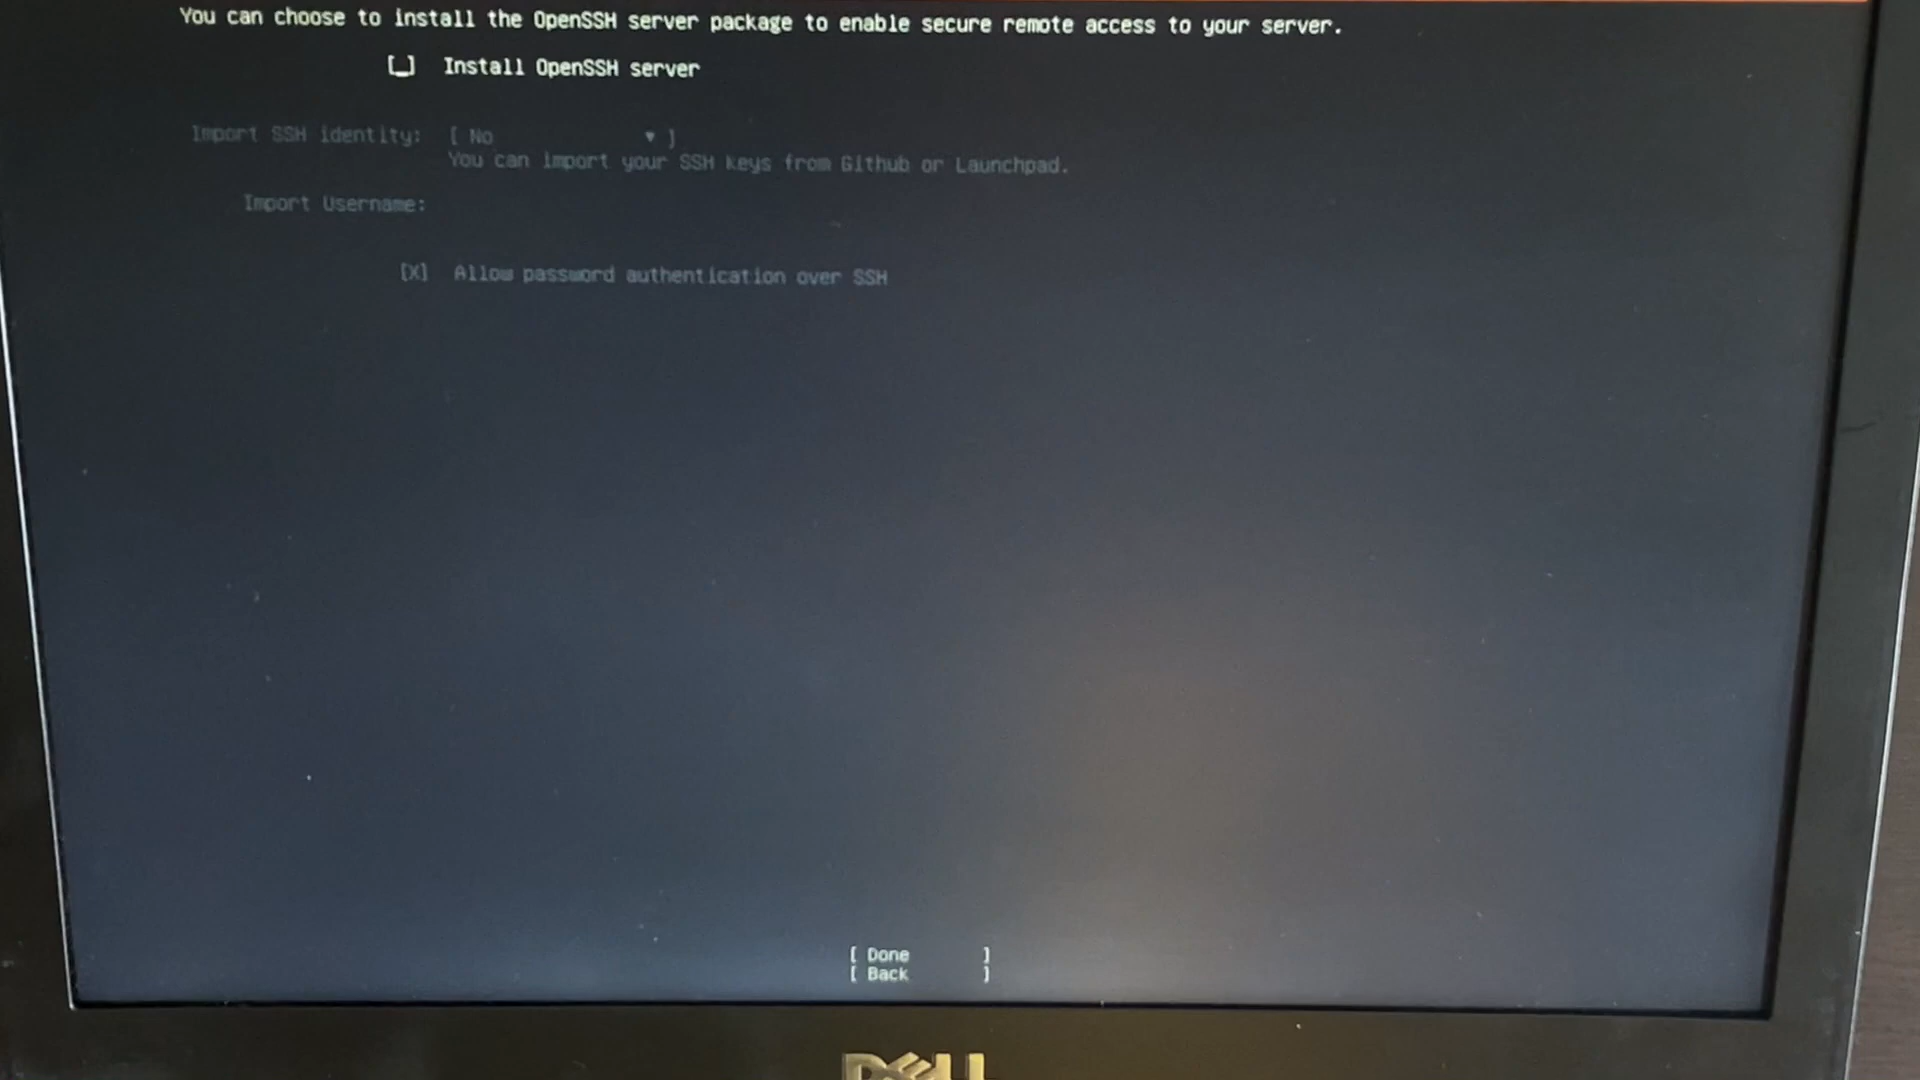 You can choose to install the OpenSSH server package to enable secure remote access to your server.
[ ] Install OpenSSH server
Import SSH identity: [ No ▾ ]
You can import your SSH keys from Github or Launchpad.
Import Username:
[X] Allow password authentication over SSH
[ Done ]
[ Back ]
DELL